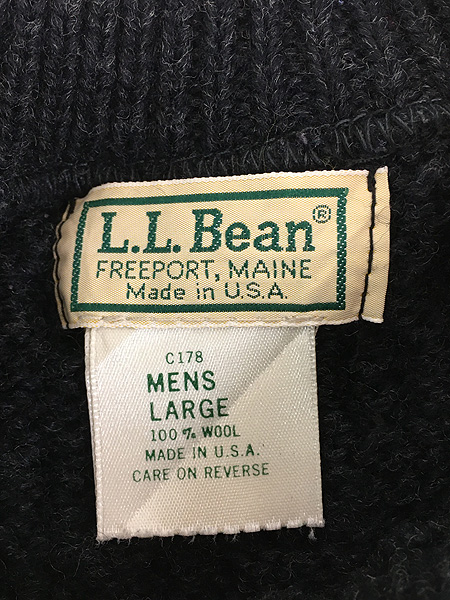 L.L.Bean®
FREEPORT, MAINE
Made in U.S.A.
C178
MENS
LARGE
100 % WOOL
MADE IN U.S.A.
CARE ON REVERSE